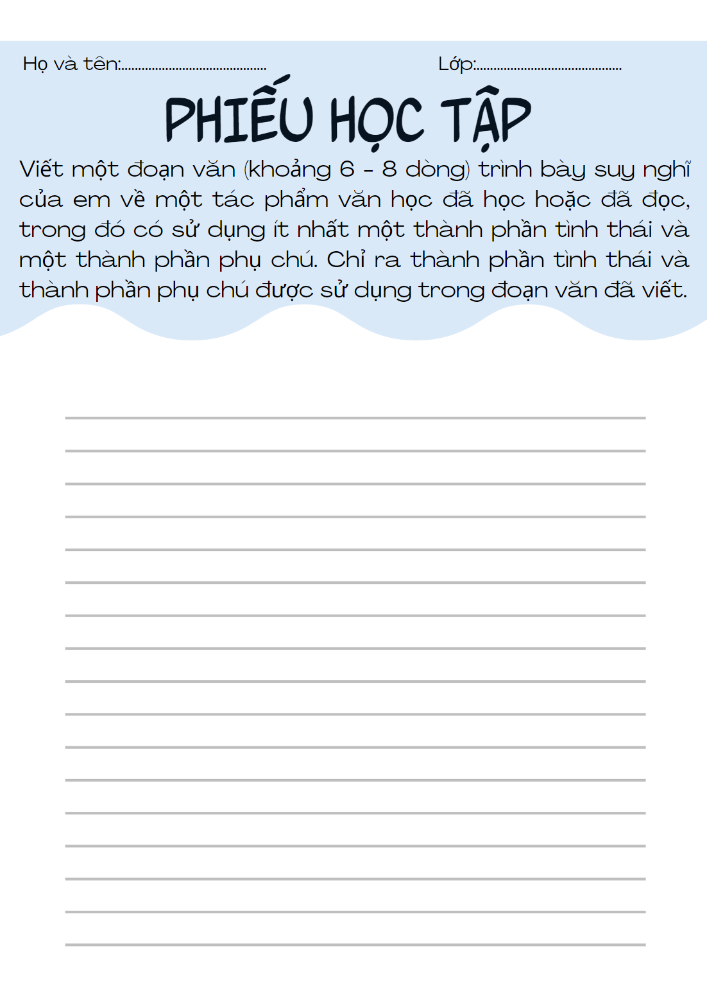 Họ và tên:........................................... Lớp:...........................................
PHIẾU HỌC TẬP
Viết một đoạn văn (khoảng 6 - 8 dòng) trình bày suy nghĩ
của em về một tác phẩm văn học đã học hoặc đã đọc,
trong đó có sử dụng ít nhất một thành phần tình thái và
một thành phần phụ chú. Chỉ ra thành phần tình thái và
thành phần phụ chú được sử dụng trong đoạn văn đã viết.